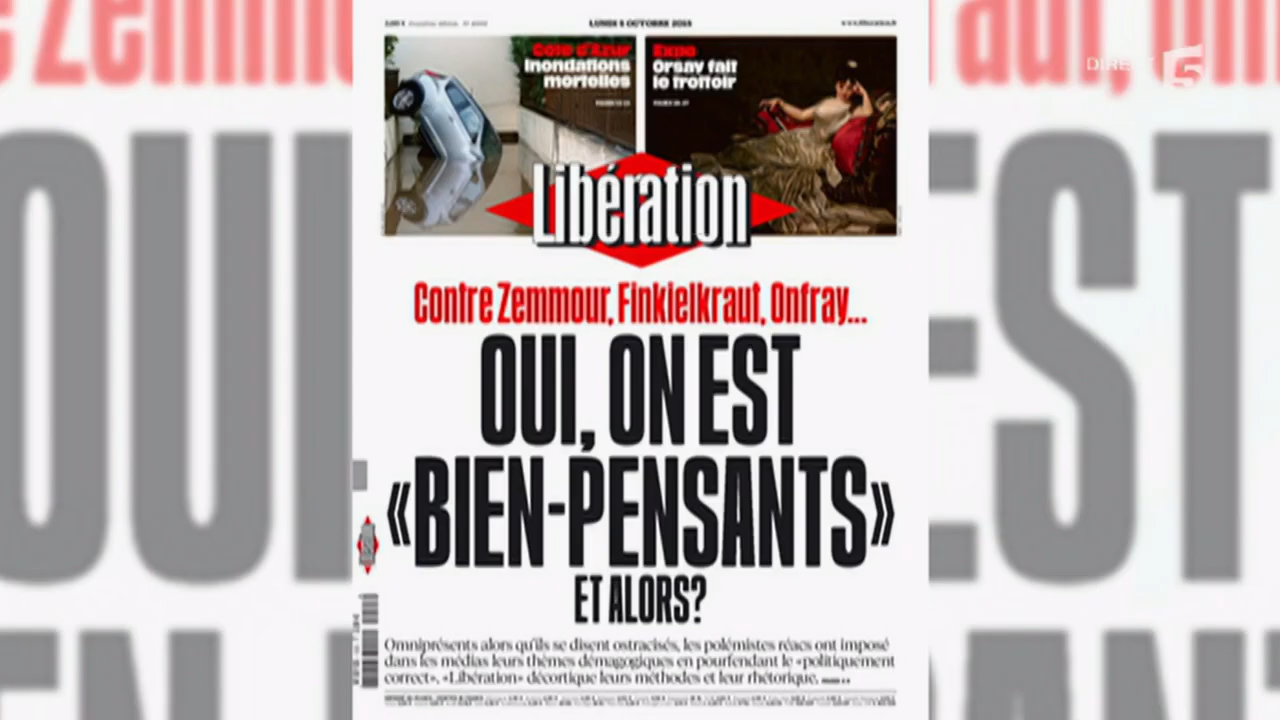 LUNDI 5 OCTOBRE 2015
www.liberation.fr
Côte d'Azur
Inondations
mortelles
Expo
Orsay fait
le trottoir
DIRECT 5
Libération
Contre Zemmour, Finkielkraut, Onfray...
OUI, ON EST
«BIEN-PENSANTS»
ET ALORS?
Omniprésents alors qu'ils se disent ostracisés, les polémistes réacs ont imposé
dans les médias leurs thèmes démagogiques en pourfendant le «politiquement
correct». «Libération» décortique leurs méthodes et leur rhétorique.